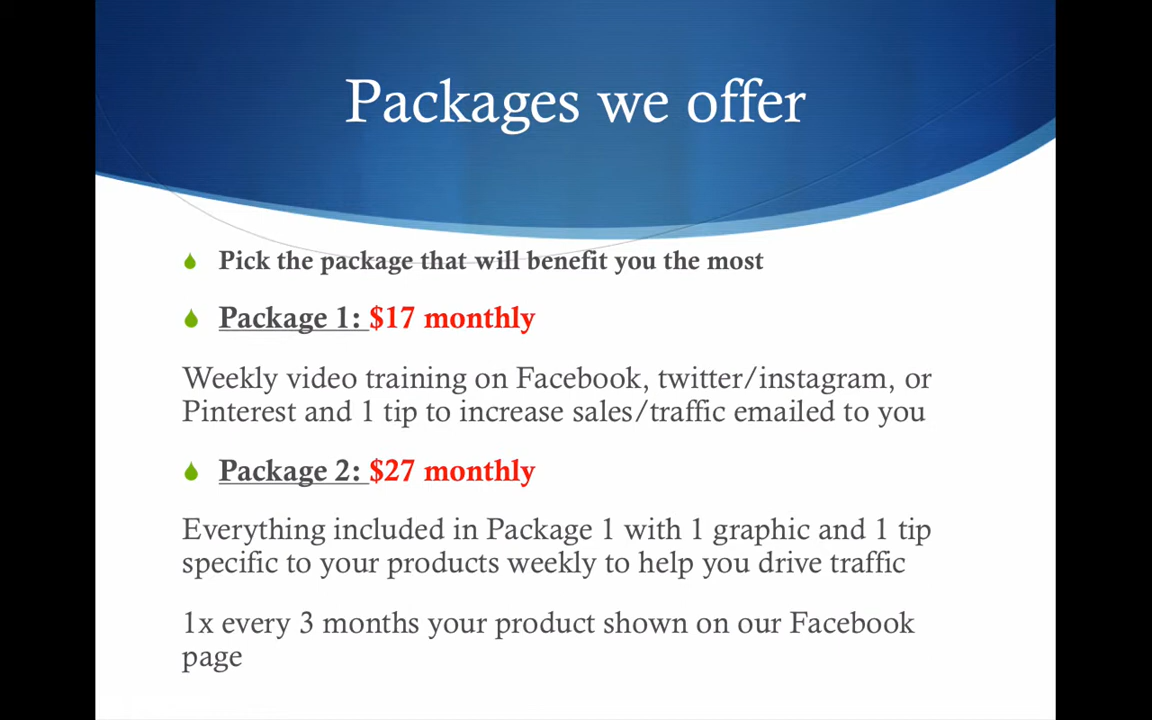 Packages we offer
Pick the package that will benefit you the most
Package 1: $17 monthly
Weekly video training on Facebook, twitter/instagram, or
Pinterest and 1 tip to increase sales/traffic emailed to you
Package 2: $27 monthly
Everything included in Package 1 with 1 graphic and 1 tip
specific to your products weekly to help you drive traffic
1x every 3 months your product shown on our Facebook
page